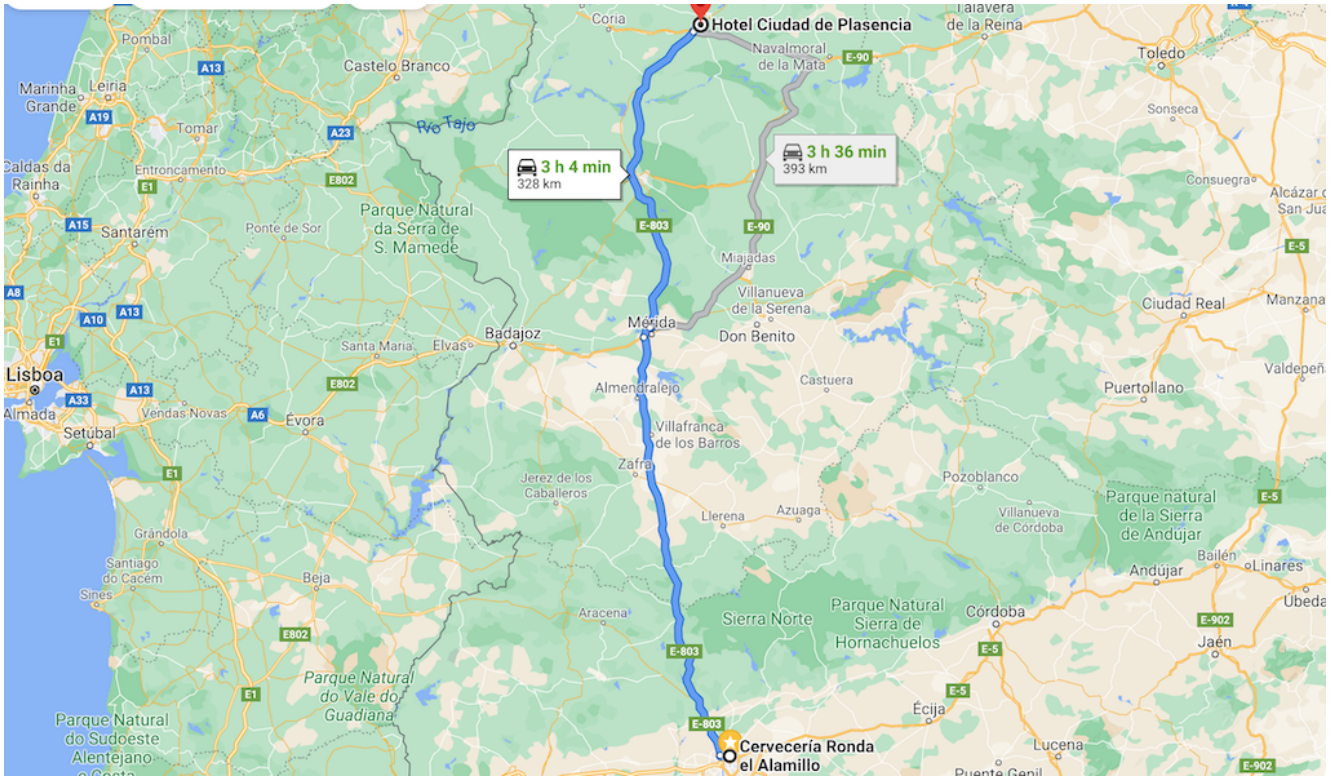 Coria
Hotel Ciudad de Plasencia
Talavera
de la Reina
Pombal
Navalmoral
de la Mata
E-90
Toledo
A13
Castelo Branco
Marinha
Grande
Leiria
A19
Sonseca
Tomar
A23
Río Tajo
3 h 4 min
328 km
3 h 36 min
393 km
Caldas da
Rainha
Entroncamento
E1
E802
Consuegra
Alcázar d
San Jua
Parque Natural
da Serra de
S. Mamede
A15
Santarém
Ponte de Sor
E-803
E-90
E-5
Miajadas
A8
A10
A13
Villanueva
de la Serena
Ciudad Real
Manzana
E1
Mérida
Badajoz
Don Benito
Santa Maria
Elvas
Lisboa
E802
A13
A33
Almendralejo
Castuera
Puertollano
Valdepeñ
Almada
Vendas Novas
A6
Évora
Setúbal
Villafranca
de los Barros
E1
Zafra
Jerez de los
Caballeros
Pozoblanco
Llerena
Azuaga
Villanueva
de Córdoba
Parque natural
de la Sierra
de Andújar
E-5
Grândola
Santiago
do Cacém
Beja
Bailén
Linares
Andújar
Sines
Aracena
Sierra Norte
Parque Natural
Sierra de
Hornachuelos
Córdoba
Úbeda
E802
E-803
E-5
E-902
Jaén
Parque Natural
do Vale do
Guadiana
E1
E-5
Écija
Parque Natural
do Sudoeste
Alentejano
e Costa
E-803
Cervecería Ronda
el Alamillo
Lucena
Puente Genil
E-902